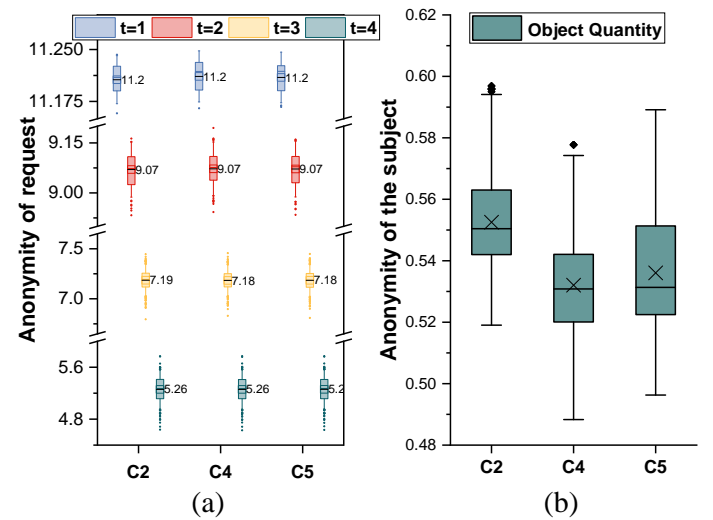 t=1 t=2 t=3 t=4
Anonymity of request
11.250
11.175
9.15
9.00
7.5
7.0
5.6
4.8
11.2 11.2 11.2
9.07 9.07 9.07
7.19 7.18 7.18
5.26 5.26 5.2
C2 C4 C5
(a)
Object Quantity
Anonymity of the subject
0.62
0.60
0.58
0.56
0.54
0.52
0.50
0.48
C2 C4 C5
(b)